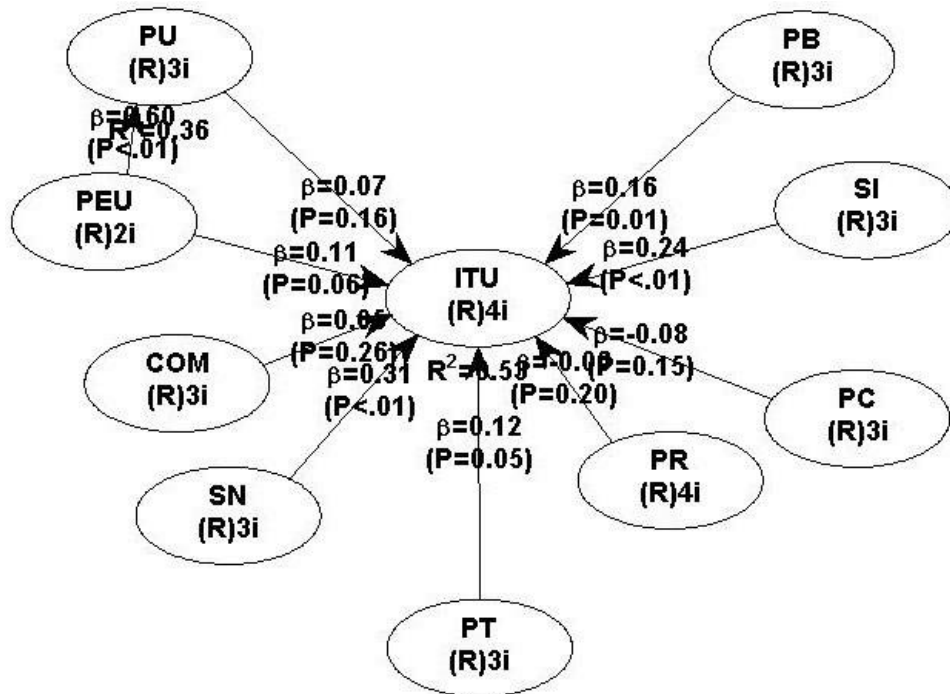 PU
(R)3i
PB
(R)3i
β=0.60
R²=0.36
(P<.01)
PEU
(R)2i
β=0.07
(P=0.16)
β=0.16
(P=0.01)
SI
(R)3i
β=0.11
(P=0.06)
β=0.24
(P<.01)
ITU
(R)4i
(P=0.26)
β=-0.08
(P=0.15)
COM
(R)3i
β=0.31
(P<.01)
(P=0.20)
PC
(R)3i
β=0.12
(P=0.05)
PR
(R)4i
SN
(R)3i
PT
(R)3i